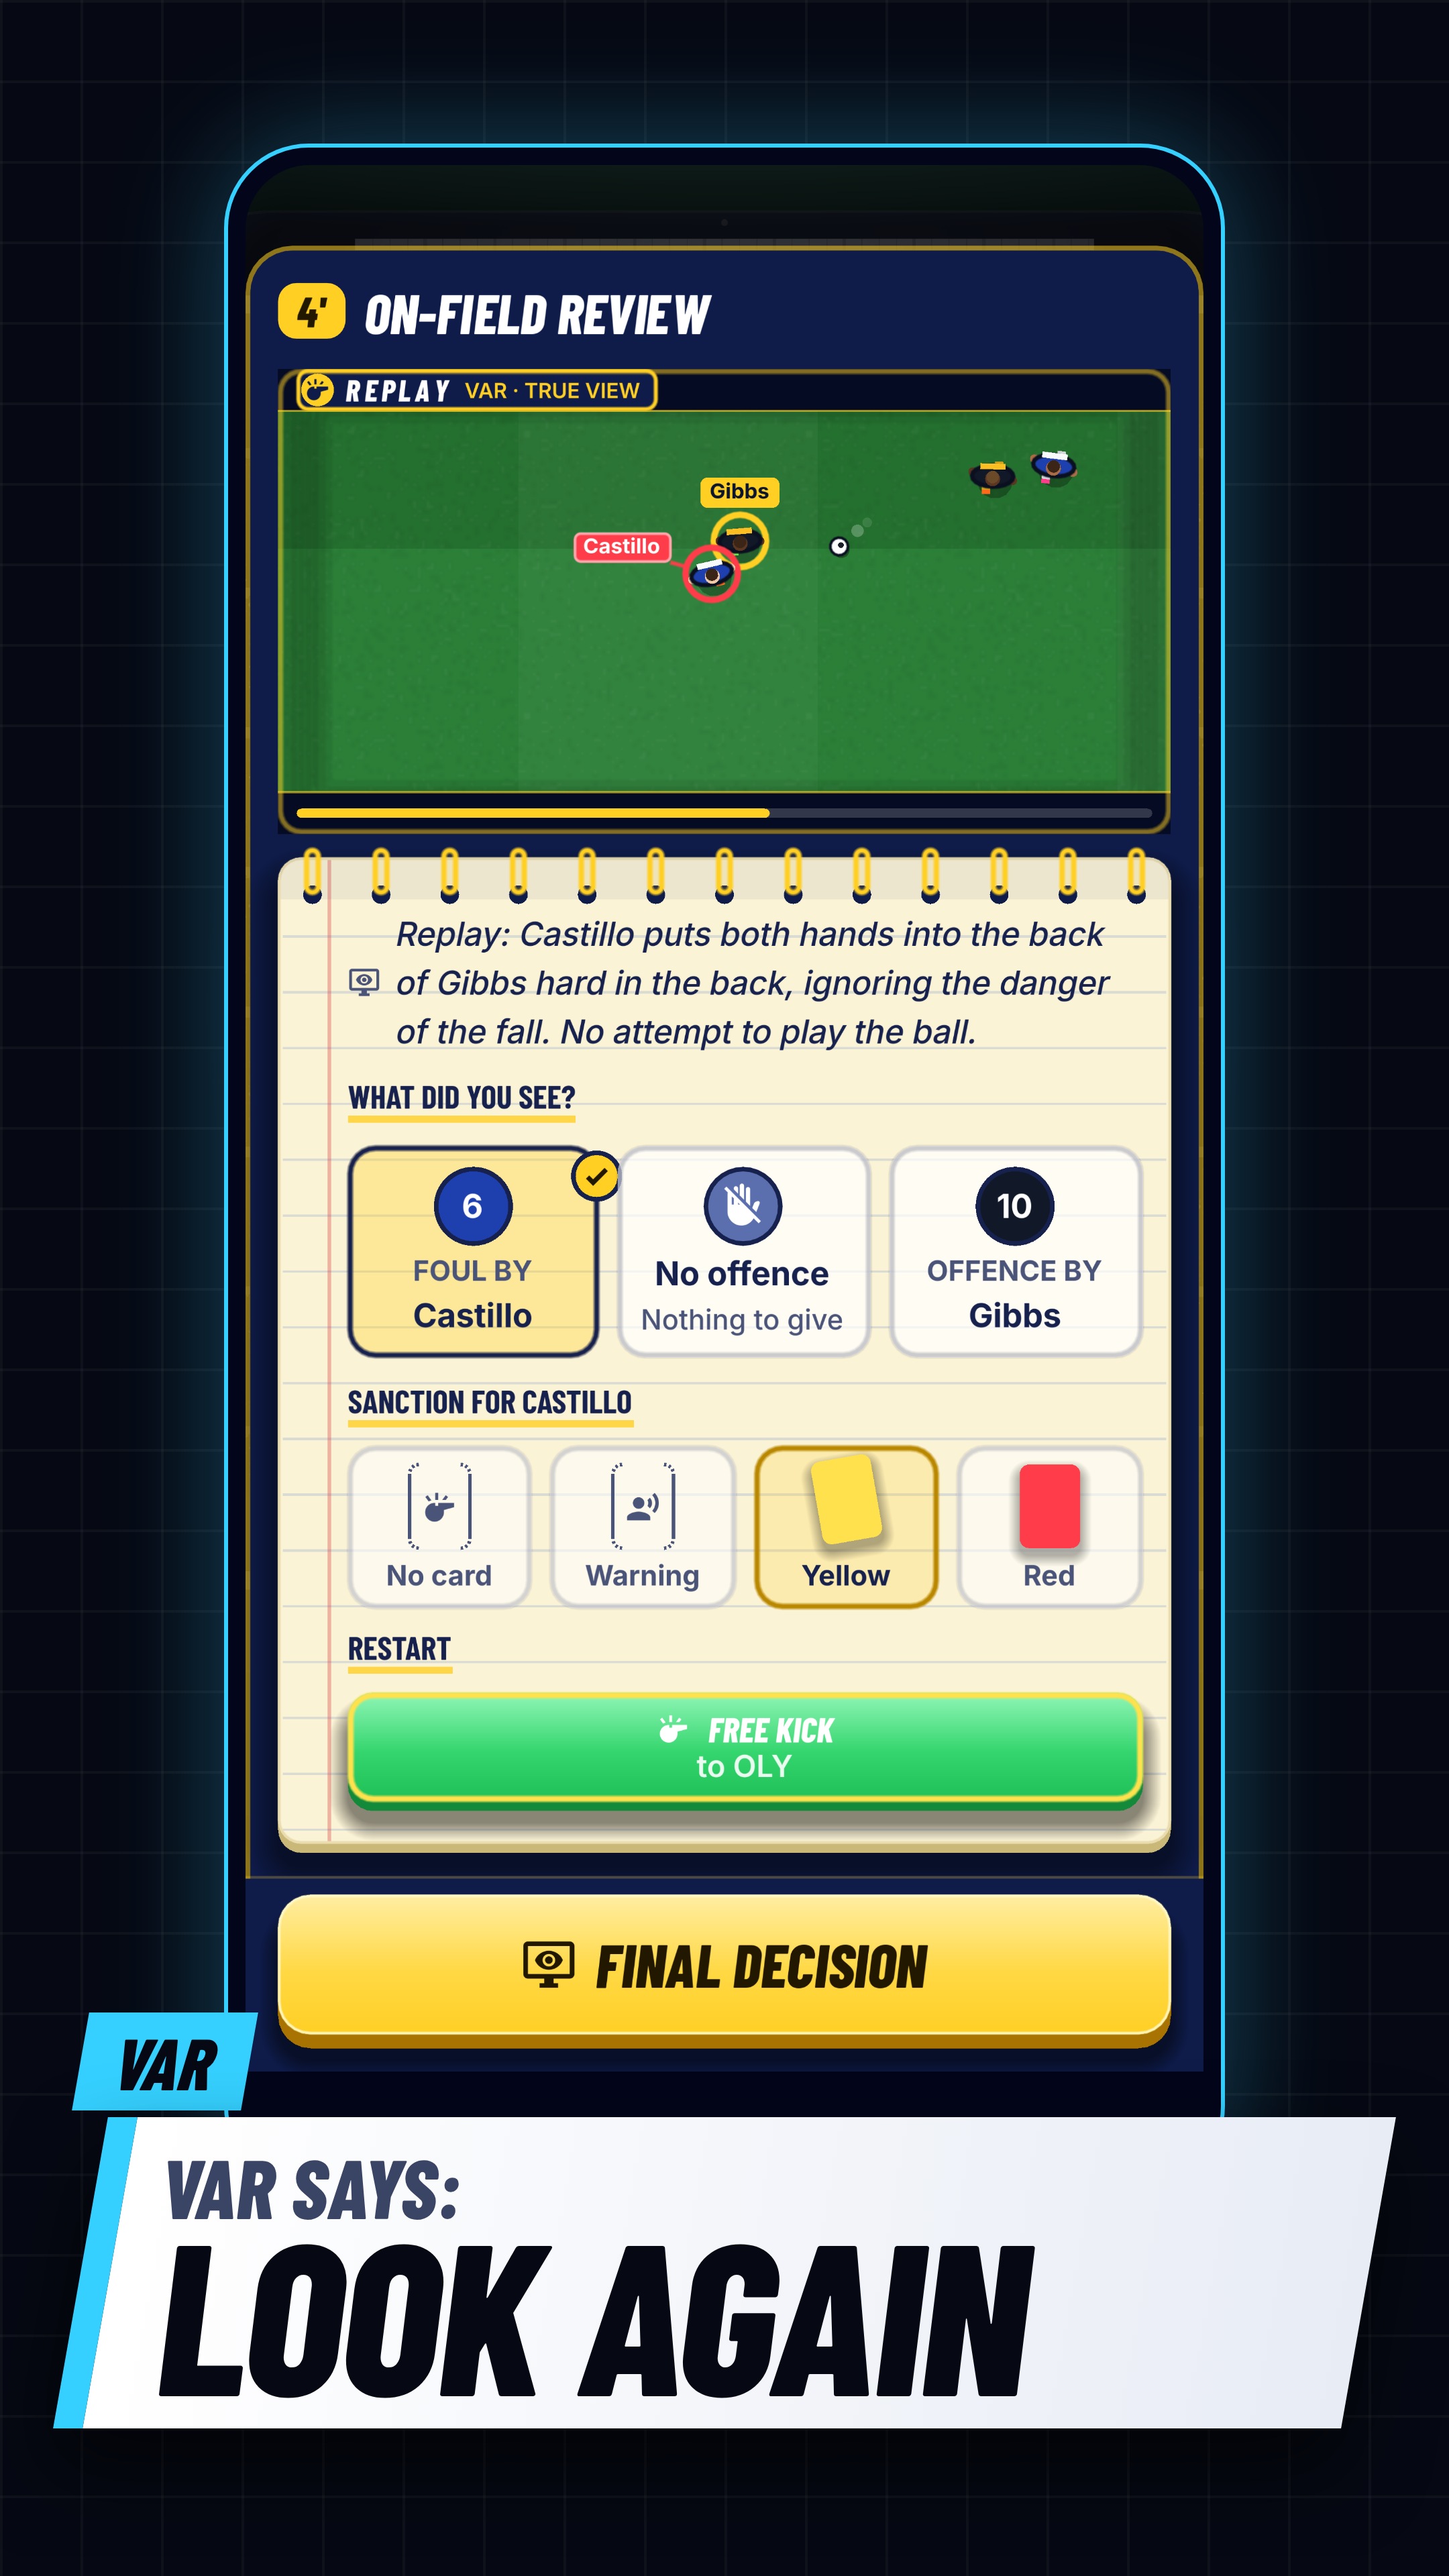 4'
ON-FIELD REVIEW
REPLAY VAR · TRUE VIEW
Gibbs
Castillo
Replay: Castillo puts both hands into the back
of Gibbs hard in the back, ignoring the danger
of the fall. No attempt to play the ball.
WHAT DID YOU SEE?
6
FOUL BY
Castillo
No offence
Nothing to give
10
OFFENCE BY
Gibbs
SANCTION FOR CASTILLO
No card
Warning
Yellow
Red
RESTART
FREE KICK
to OLY
FINAL DECISION
VAR
VAR SAYS:
LOOK AGAIN